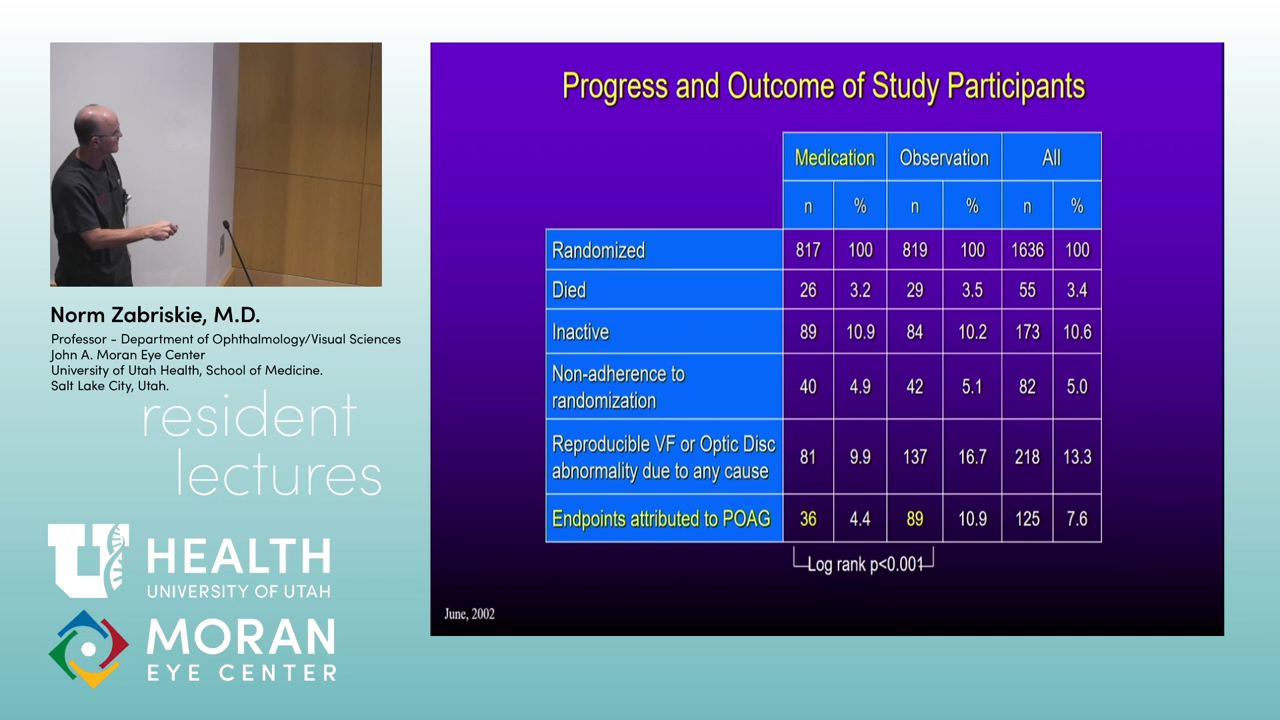 Progress and Outcome of Study Participants
Medication Observation All
n % n % n %
Randomized 817 100 819 100 1636 100
Died 26 3.2 29 3.5 55 3.4
Inactive 89 10.9 84 10.2 173 10.6
Non-adherence to
randomization 40 4.9 42 5.1 82 5.0
Reproducible VF or Optic Disc
abnormality due to any cause 81 9.9 137 16.7 218 13.3
Endpoints attributed to POAG 36 4.4 89 10.9 125 7.6
Log rank p<0.001
June, 2002
Norm Zabriskie, M.D.
Professor - Department of Ophthalmology/Visual Sciences
John A. Moran Eye Center
University of Utah Health, School of Medicine.
Salt Lake City, Utah.
resident
lectures
U HEALTH
UNIVERSITY OF UTAH
MORAN
EYE CENTER